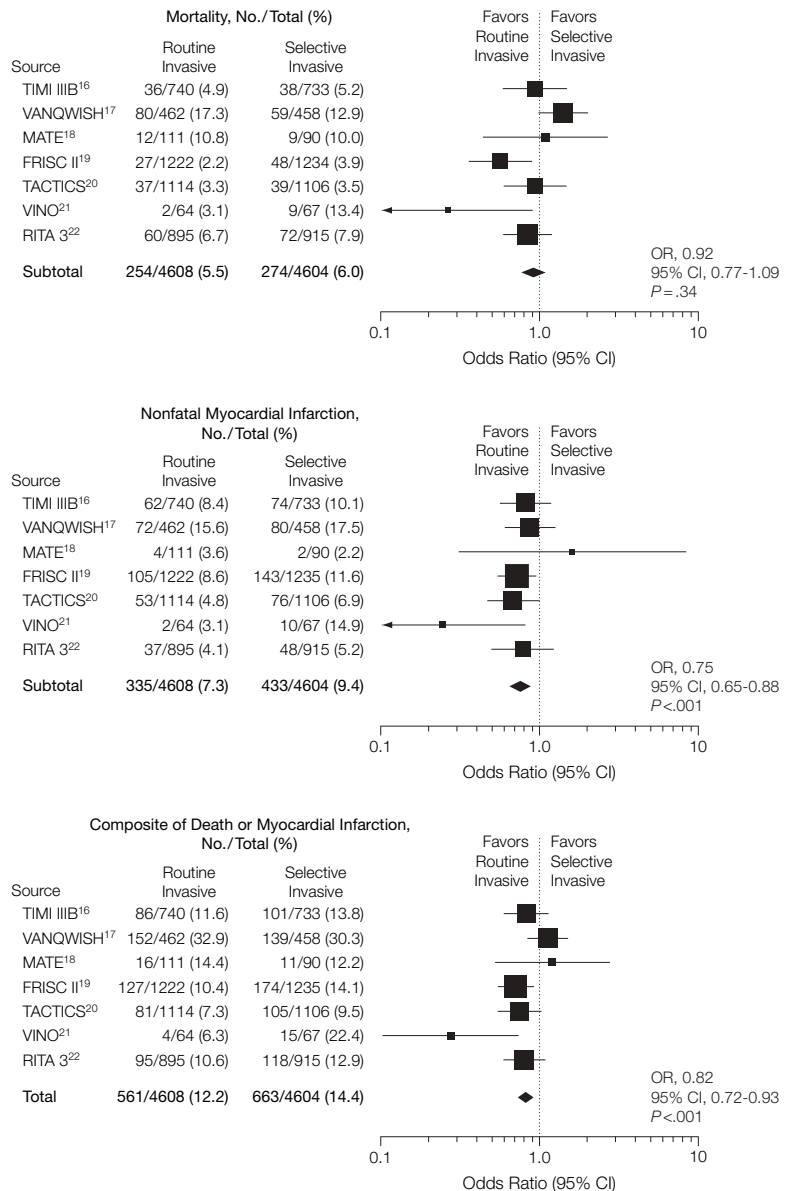 Mortality, No./Total (%)
Favors Favors
Routine Selective
Invasive Invasive
Routine Selective
Source Invasive Invasive
TIMI IIIB16 36/740 (4.9) 38/733 (5.2)
VANQWISH17 80/462 (17.3) 59/458 (12.9)
MATE18 12/111 (10.8) 9/90 (10.0)
FRISC II19 27/1222 (2.2) 48/1234 (3.9)
TACTICS20 37/1114 (3.3) 39/1106 (3.5)
VINO21 2/64 (3.1) 9/67 (13.4)
RITA 322 60/895 (6.7) 72/915 (7.9)
Subtotal 254/4608 (5.5) 274/4604 (6.0)
OR, 0.92
95% CI, 0.77-1.09
P=.34
0.1 1.0 10
Odds Ratio (95% CI)
Nonfatal Myocardial Infarction,
No./Total (%)
Favors Favors
Routine Selective
Invasive Invasive
Routine Selective
Source Invasive Invasive
TIMI IIIB16 62/740 (8.4) 74/733 (10.1)
VANQWISH17 72/462 (15.6) 80/458 (17.5)
MATE18 4/111 (3.6) 2/90 (2.2)
FRISC II19 105/1222 (8.6) 143/1235 (11.6)
TACTICS20 53/1114 (4.8) 76/1106 (6.9)
VINO21 2/64 (3.1) 10/67 (14.9)
RITA 322 37/895 (4.1) 48/915 (5.2)
Subtotal 335/4608 (7.3) 433/4604 (9.4)
OR, 0.75
95% CI, 0.65-0.88
P<.001
0.1 1.0 10
Odds Ratio (95% CI)
Composite of Death or Myocardial Infarction,
No./Total (%)
Favors Favors
Routine Selective
Invasive Invasive
Routine Selective
Source Invasive Invasive
TIMI IIIB16 86/740 (11.6) 101/733 (13.8)
VANQWISH17 152/462 (32.9) 139/458 (30.3)
MATE18 16/111 (14.4) 11/90 (12.2)
FRISC II19 127/1222 (10.4) 174/1235 (14.1)
TACTICS20 81/1114 (7.3) 105/1106 (9.5)
VINO21 4/64 (6.3) 15/67 (22.4)
RITA 322 95/895 (10.6) 118/915 (12.9)
Total 561/4608 (12.2) 663/4604 (14.4)
OR, 0.82
95% CI, 0.72-0.93
P<.001
0.1 1.0 10
Odds Ratio (95% CI)